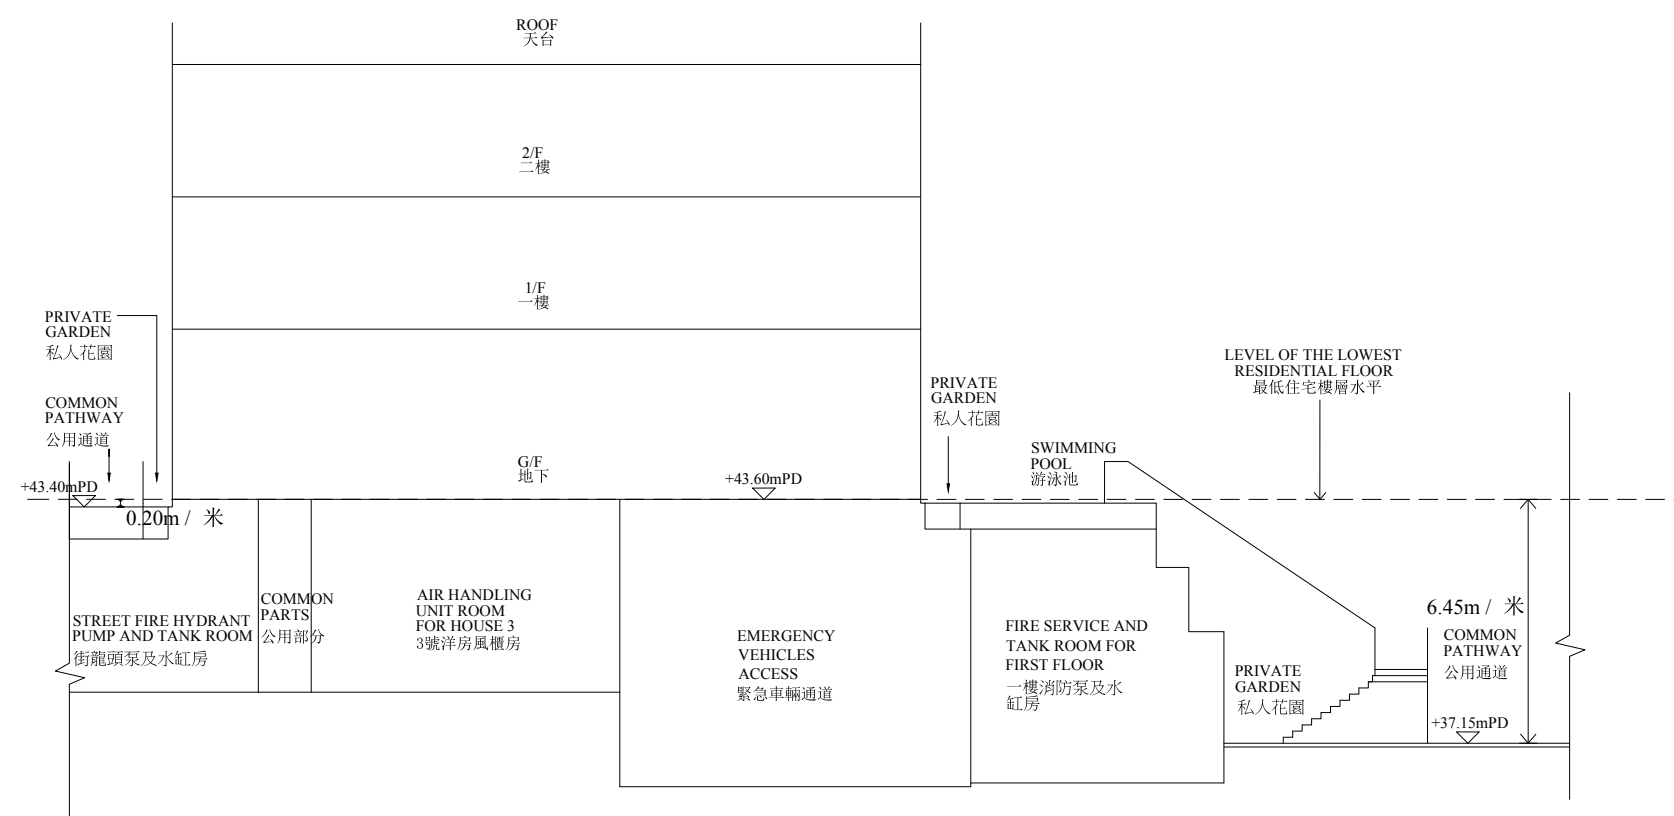 ROOF
天台
2/F
二樓
1/F
一樓
PRIVATE
GARDEN
私人花園
COMMON
PATHWAY
公用通道
+43.40mPD
0.20m / 米
G/F
地下
+43.60mPD
PRIVATE
GARDEN
私人花園
SWIMMING
POOL
游泳池
LEVEL OF THE LOWEST
RESIDENTIAL FLOOR
最低住宅樓層水平
STREET FIRE HYDRANT
PUMP AND TANK ROOM
街龍頭泵及水缸房
COMMON
PARTS
公用部分
AIR HANDLING
UNIT ROOM
FOR HOUSE 3
3號洋房風櫃房
EMERGENCY
VEHICLES
ACCESS
緊急車輛通道
FIRE SERVICE AND
TANK ROOM FOR
FIRST FLOOR
一樓消防泵及水
缸房
PRIVATE
GARDEN
私人花園
6.45m / 米
COMMON
PATHWAY
公用通道
+37.15mPD